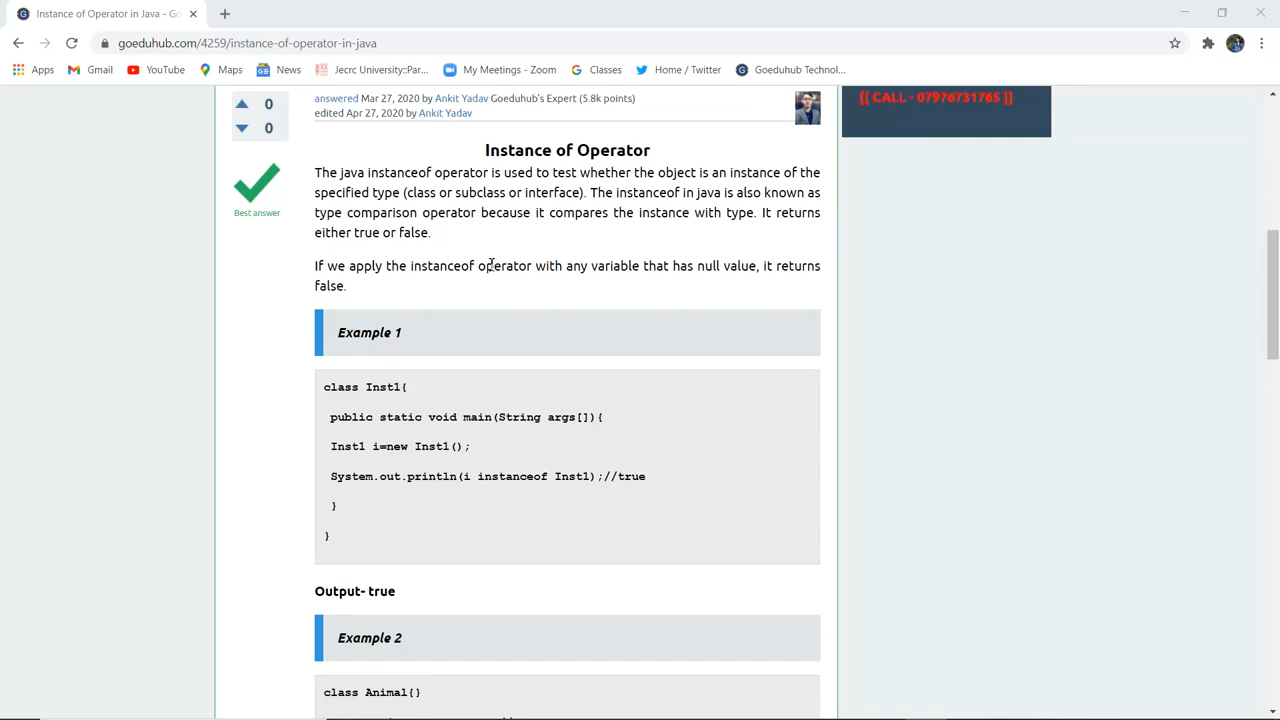 Instance of Operator in Java - Go
goeduhub.com/4259/instance-of-operator-in-java
Apps Gmail YouTube Maps News Jecrc University::Par... My Meetings - Zoom Classes Home / Twitter Goeduhub Technol...
0
0
Best answer
answered Mar 27, 2020 by Ankit Yadav Goeduhub's Expert (5.8k points)
edited Apr 27, 2020 by Ankit Yadav
[[ CALL - 07976731765 ]]
Instance of Operator
The java instanceof operator is used to test whether the object is an instance of the
specified type (class or subclass or interface). The instanceof in java is also known as
type comparison operator because it compares the instance with type. It returns
either true or false.
If we apply the instanceof operator with any variable that has null value, it returns
false.
Example 1
class Inst1{
public static void main(String args[]){
Inst1 i=new Inst1();
System.out.println(i instanceof Inst1);//true
}
}
Output- true
Example 2
class Animal{}